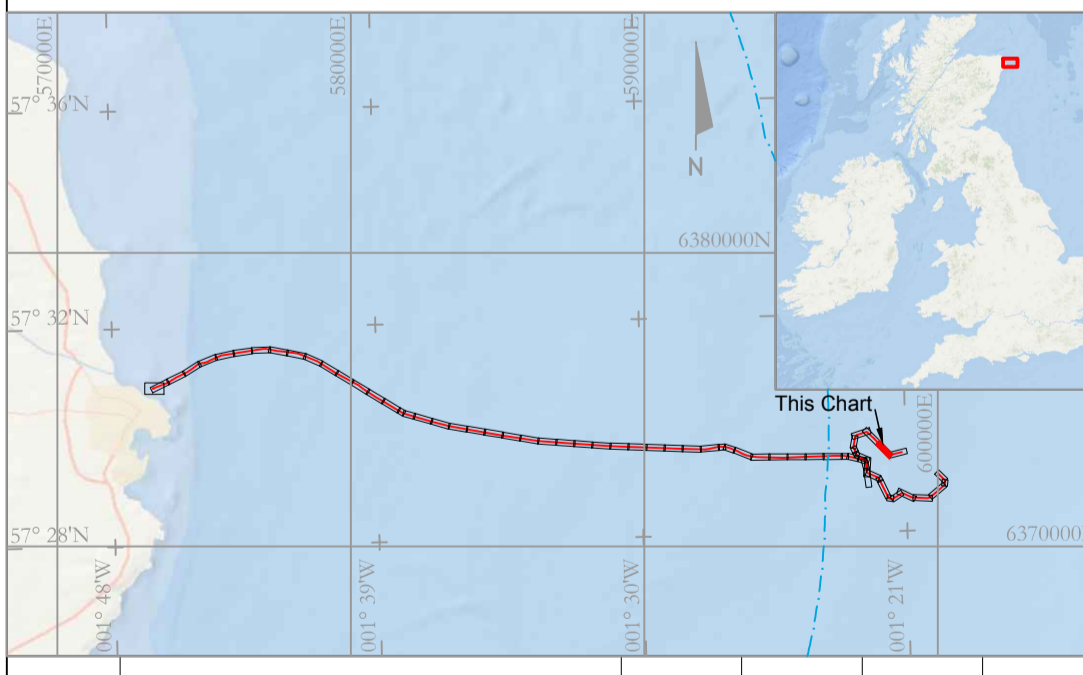 570000E
580000E
590000E
57° 36'N
N
6380000N
57° 32'N
This Chart
600000E
57° 28'N
6370000
001° 48'W
001° 39'W
001° 30'W
001° 21'W